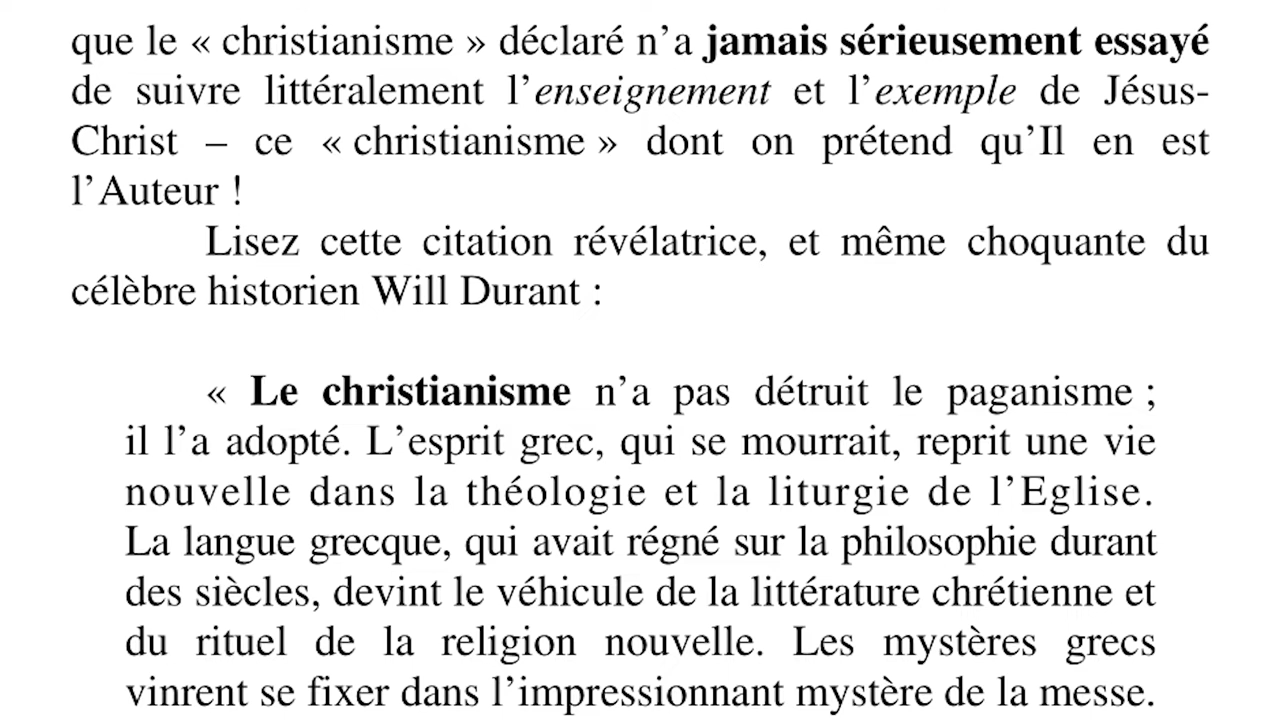 que le « christianisme » déclaré n’a jamais sérieusement essayé
de suivre littéralement l’enseignement et l’exemple de Jésus-
Christ – ce « christianisme » dont on prétend qu’Il en est
l’Auteur !
Lisez cette citation révélatrice, et même choquante du
célèbre historien Will Durant :
« Le christianisme n’a pas détruit le paganisme ;
il l’a adopté. L’esprit grec, qui se mourrait, reprit une vie
nouvelle dans la théologie et la liturgie de l’Eglise.
La langue grecque, qui avait régné sur la philosophie durant
des siècles, devint le véhicule de la littérature chrétienne et
du rituel de la religion nouvelle. Les mystères grecs
vinrent se fixer dans l’impressionnant mystère de la messe.